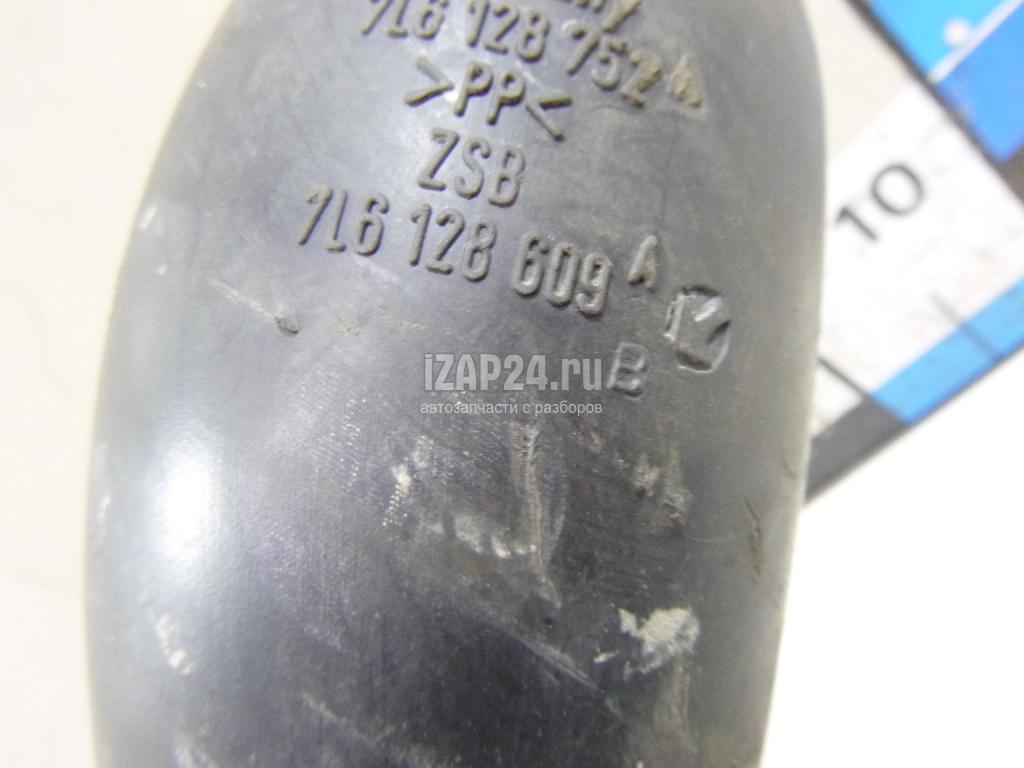 7L6 128 752
>PP<
ZSB
7L6 128 609 A
B
iZAP24.ru
автозапчасти с разборов
10